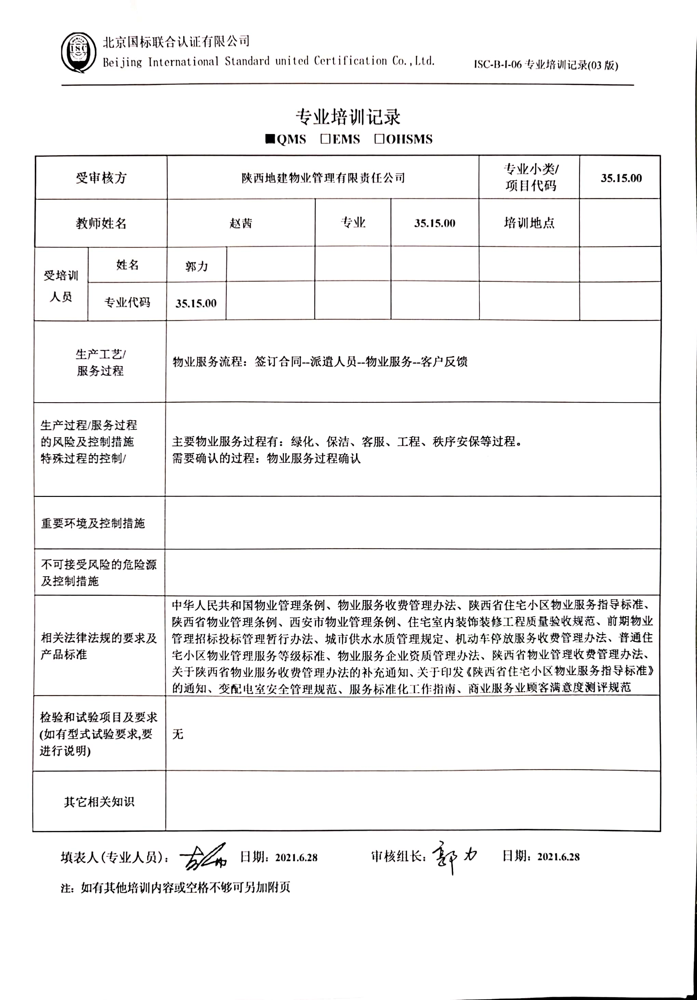 ISC
北京国标联合认证有限公司
Beijing International Standard united Certification Co.,Ltd.
ISC-B-I-06 专业培训记录(03 版)
专业培训记录
■QMS □EMS □OHSMS
受审核方
陕西地建物业管理有限责任公司
专业小类/
项目代码
35.15.00
教师姓名
赵茜
专业
35.15.00
培训地点
受培训
人员
姓名
郭力
专业代码
35.15.00
生产工艺/
服务过程
物业服务流程：签订合同--派遣人员--物业服务--客户反馈
生产过程/服务过程
的风险及控制措施
特殊过程的控制/
主要物业服务过程有：绿化、保洁、客服、工程、秩序安保等过程。
需要确认的过程：物业服务过程确认
重要环境及控制措施
不可接受风险的危险源
及控制措施
相关法律法规的要求及
产品标准
中华人民共和国物业管理条例、物业服务收费管理办法、陕西省住宅小区物业服务指导标准、
陕西省物业管理条例、西安市物业管理条例、住宅室内装饰装修工程质量验收规范、前期物业
管理招标投标管理暂行办法、城市供水水质管理规定、机动车停放服务收费管理办法、普通住
宅小区物业管理服务等级标准、物业服务企业资质管理办法、陕西省物业管理收费管理办法、
关于陕西省物业服务收费管理办法的补充通知、关于印发《陕西省住宅小区物业服务指导标准》
的通知、变配电室安全管理规范、服务标准化工作指南、商业服务业顾客满意度测评规范
检验和试验项目及要求
(如有型式试验要求,要
进行说明)
无
其它相关知识
填表人(专业人员)： 日期：2021.6.28 审核组长：郭力 日期：2021.6.28
注：如有其他培训内容或空格不够可另加附页